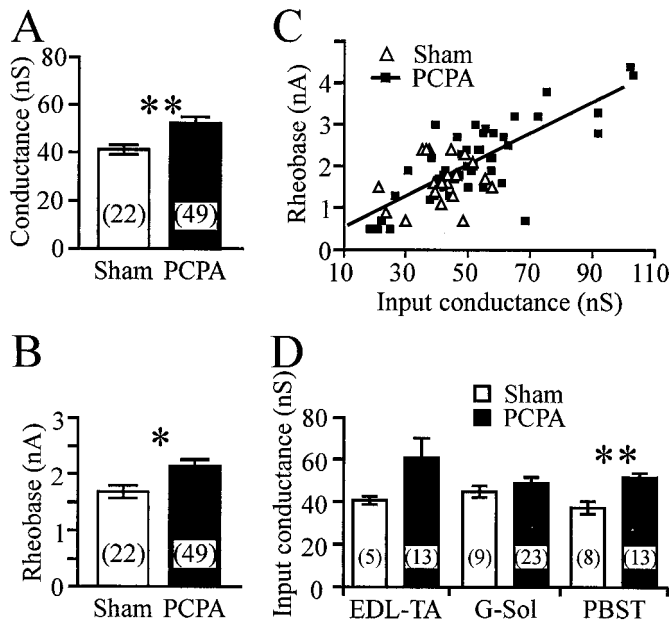 A
Conductance (nS)
80
60
40
20
0
**
(22)
(49)
Sham
PCPA
B
Rheobase (nA)
3
2
1
0
*
(22)
(49)
Sham
PCPA
C
Sham
PCPA
Rheobase (nA)
4
3
2
1
0
10
30
50
70
90
110
Input conductance (nS)
D
Sham
PCPA
Input conductance (nS)
80
60
40
20
0
**
(5)
(13)
(9)
(23)
(8)
(13)
EDL-TA
G-Sol
PBST